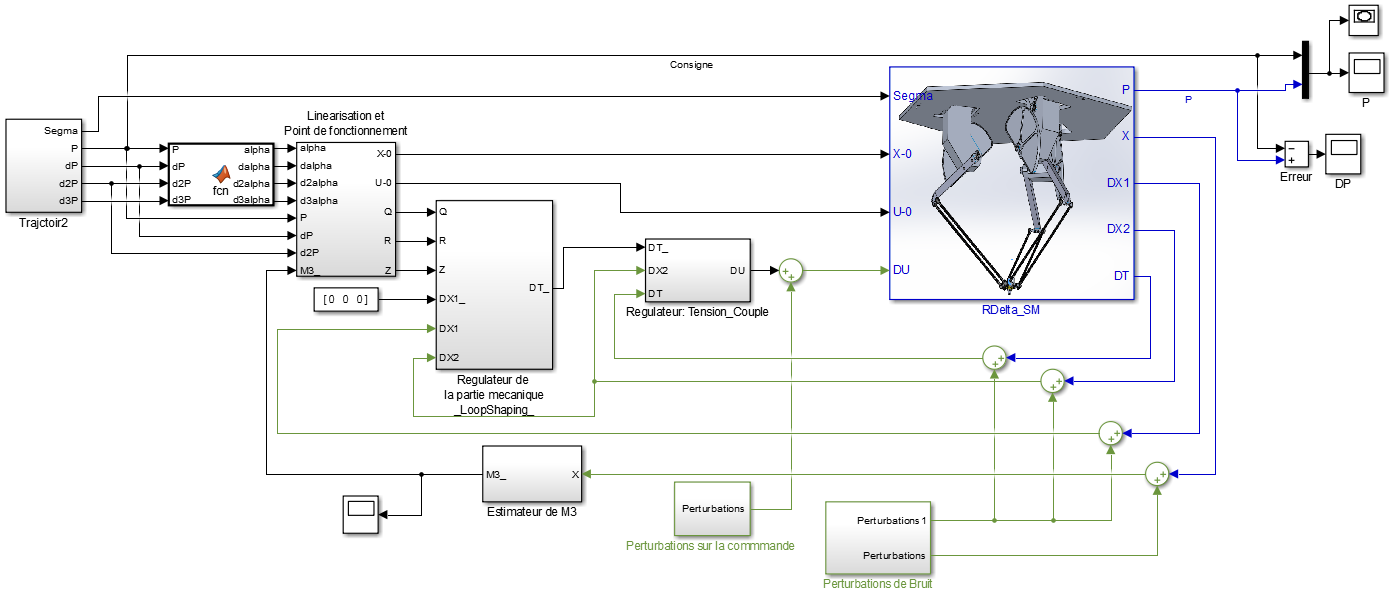 Consigne
P
Segma
P
dP
d2P
d3P
Trajctoir2
P
dP
d2P
d3P
fcn
alpha
dalpha
d2alpha
d3alpha
Linearisation et
Point de fonctionnement
alpha
dalpha
d2alpha
d3alpha
P
dP
d2P
M3_
X-0
U-0
Q
R
Z
[0 0 0]
Q
R
Z
DX1_
DX1
DX2
DT_
Regulateur de
la partie mecanique
_LoopShaping_
DT_
DX2
DT
DU
Regulateur: Tension_Couple
Segma
X-0
U-0
DU
P
X
DX1
DX2
DT
RDelta_SM
P
Erreur
DP
M3_
X
Estimateur de M3
Perturbations
Perturbations sur la commmande
Perturbations 1
Perturbations
Perturbations de Bruit